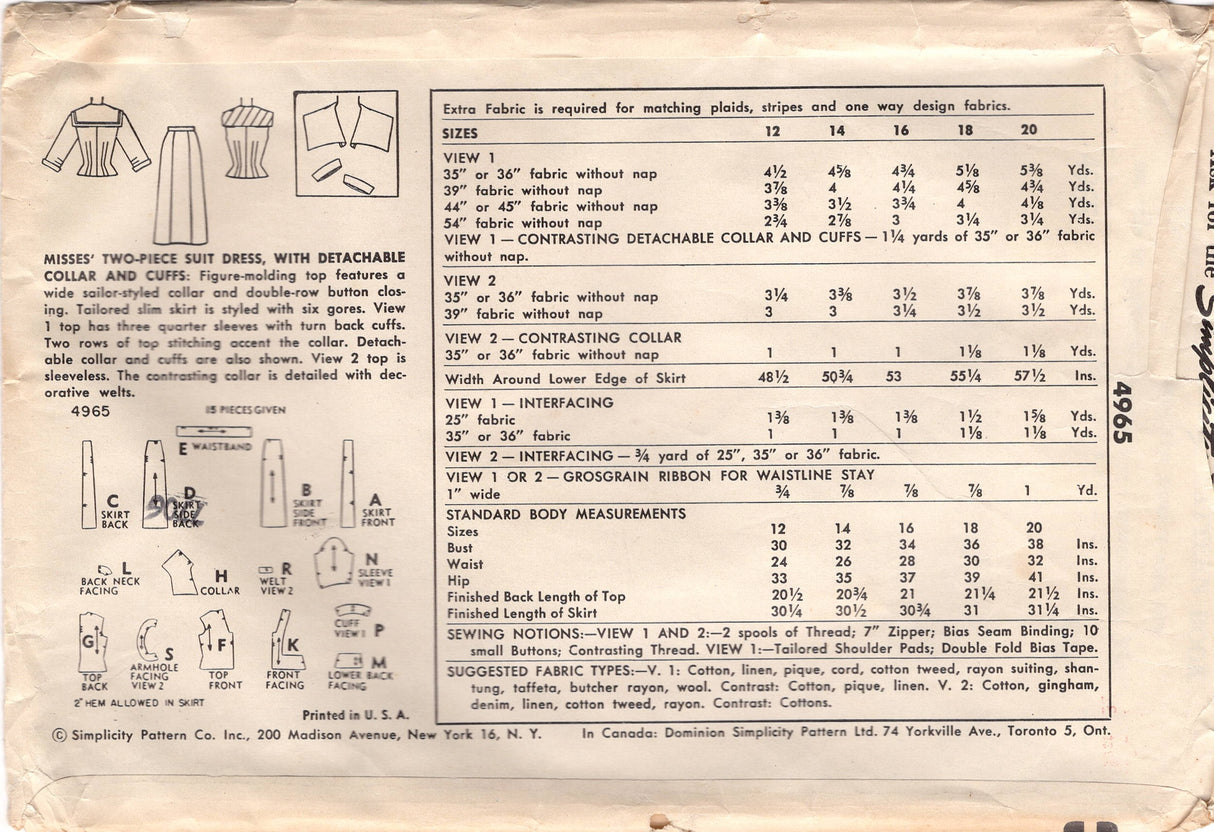 MISSES' TWO-PIECE SUIT DRESS, WITH DETACHABLE
COLLAR AND CUFFS: Figure-molding top features a
wide sailor-styled collar and double-row button clos-
ing. Tailored slim skirt is styled with six gores. View
1 top has three quarter sleeves with turn back cuffs.
Two rows of top stitching accent the collar. Detach-
able collar and cuffs are also shown. View 2 top is
sleeveless. The contrasting collar is detailed with dec-
orative welts.
4965 15 PIECES GIVEN
E WAISTBAND
C SKIRT BACK
D SKIRT SIDE BACK
B SKIRT SIDE FRONT
A SKIRT FRONT
L BACK NECK FACING
H COLLAR
R WELT VIEW 2
N SLEEVE VIEW 1
G TOP BACK
S ARMHOLE FACING VIEW 2
F TOP FRONT
K FRONT FACING
CUFF VIEW 1 P
M LOWER BACK FACING
2" HEM ALLOWED IN SKIRT
Printed in U. S. A.
Extra Fabric is required for matching plaids, stripes and one way design fabrics.
SIZES 12 14 16 18 20
VIEW 1
35" or 36" fabric without nap 4½ 4⅝ 4¾ 5⅛ 5⅜ Yds.
39" fabric without nap 3⅞ 4 4¼ 4⅝ 4¾ Yds.
44" or 45" fabric without nap 3⅜ 3½ 3¾ 4 4⅛ Yds.
54" fabric without nap 2¾ 2⅞ 3 3¼ 3¼ Yds.
VIEW 1 — CONTRASTING DETACHABLE COLLAR AND CUFFS — 1¼ yards of 35" or 36" fabric
without nap.
VIEW 2
35" or 36" fabric without nap 3¼ 3⅜ 3½ 3⅞ 3⅞ Yds.
39" fabric without nap 3 3 3¼ 3½ 3½ Yds.
VIEW 2 — CONTRASTING COLLAR
35" or 36" fabric without nap 1 1 1 1⅛ 1⅛ Yds.
Width Around Lower Edge of Skirt 48½ 50¾ 53 55¼ 57½ Ins.
VIEW 1 — INTERFACING
25" fabric 1⅜ 1⅜ 1⅜ 1½ 1⅝ Yds.
35" or 36" fabric 1 1 1 1⅛ 1⅛ Yds.
VIEW 2 — INTERFACING — ¾ yard of 25", 35" or 36" fabric.
VIEW 1 OR 2 — GROSGRAIN RIBBON FOR WAISTLINE STAY
1" wide ¾ ⅞ ⅞ ⅞ 1 Yd.
STANDARD BODY MEASUREMENTS
Sizes 12 14 16 18 20
Bust 30 32 34 36 38 Ins.
Waist 24 26 28 30 32 Ins.
Hip 33 35 37 39 41 Ins.
Finished Back Length of Top 20½ 20¾ 21 21¼ 21½ Ins.
Finished Length of Skirt 30¼ 30½ 30¾ 31 31¼ Ins.
SEWING NOTIONS:—VIEW 1 AND 2:—2 spools of Thread; 7" Zipper; Bias Seam Binding; 10
small Buttons; Contrasting Thread. VIEW 1:—Tailored Shoulder Pads; Double Fold Bias Tape.
SUGGESTED FABRIC TYPES:—V. 1: Cotton, linen, pique, cord, cotton tweed, rayon suiting, shan-
tung, taffeta, butcher rayon, wool. Contrast: Cotton, pique, linen. V. 2: Cotton, gingham,
denim, linen, cotton tweed, rayon. Contrast: Cottons.
© Simplicity Pattern Co. Inc., 200 Madison Avenue, New York 16, N. Y. In Canada: Dominion Simplicity Pattern Ltd. 74 Yorkville Ave., Toronto 5, Ont.
4965
for the